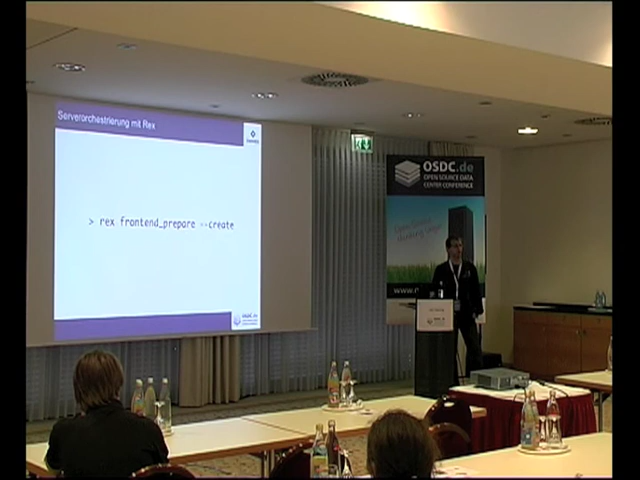 Serverorchestrierung mit Rex
> rex frontend_prepare --create
OSDC.de
OPEN SOURCE DATA
CENTER CONFERENCE